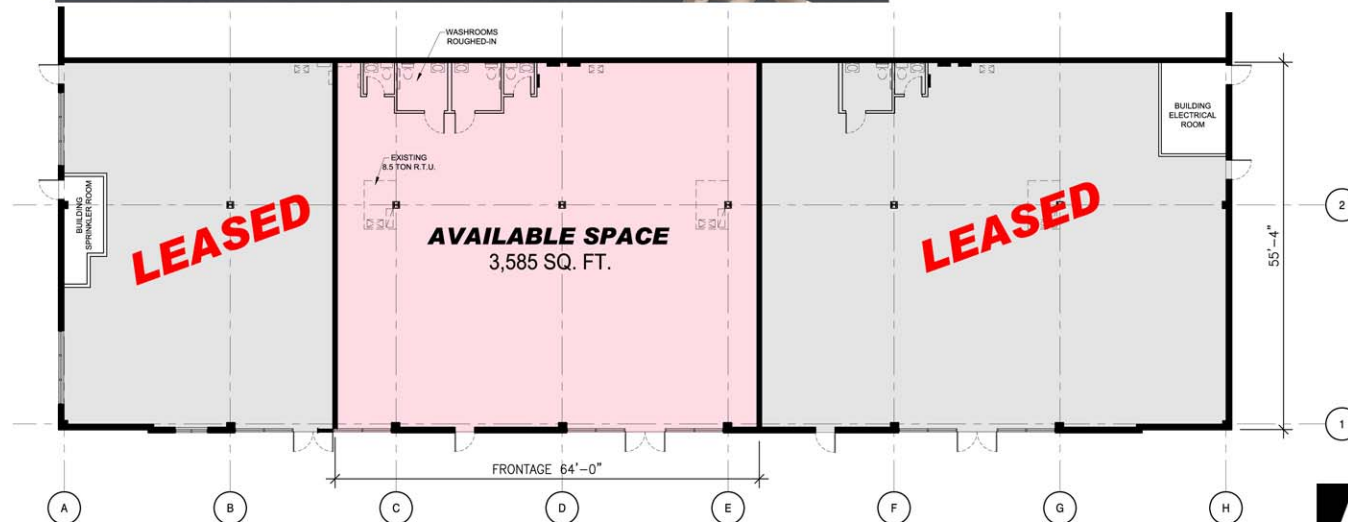 WASHROOMS
ROUGHED-IN
BUILDING
ELECTRICAL
ROOM
EXISTING
8.5 TON R.T.U.
BUILDING
SPRINKLER ROOM
LEASED
AVAILABLE SPACE
3,585 SQ. FT.
LEASED
55'-4"
2
1
FRONTAGE 64'-0"
A
B
C
D
E
F
G
H